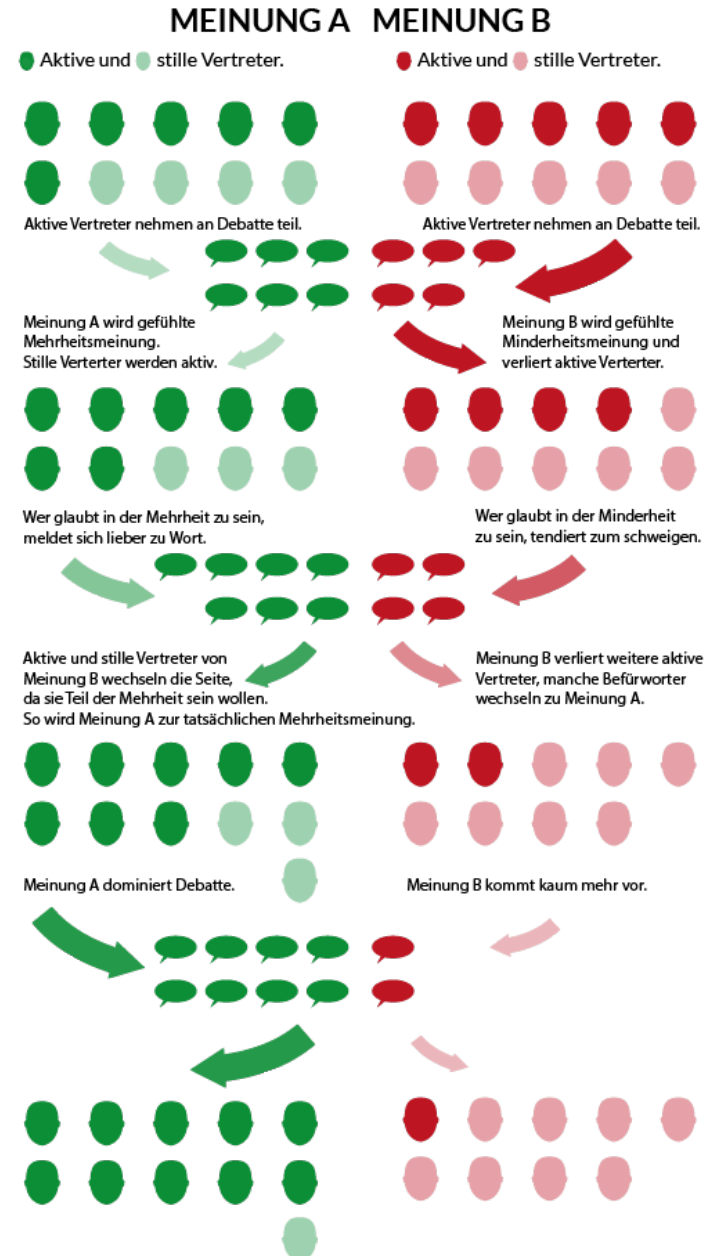 MEINUNG A MEINUNG B
Aktive und stille Vertreter.
Aktive und stille Vertreter.
Aktive Vertreter nehmen an Debatte teil.
Aktive Vertreter nehmen an Debatte teil.
Meinung A wird gefühlte
Mehrheitsmeinung.
Stille Verterter werden aktiv.
Meinung B wird gefühlte
Minderheitsmeinung und
verliert aktive Verterter.
Wer glaubt in der Mehrheit zu sein,
meldet sich lieber zu Wort.
Wer glaubt in der Minderheit
zu sein, tendiert zum schweigen.
Aktive und stille Vertreter von
Meinung B wechseln die Seite,
da sie Teil der Mehrheit sein wollen.
So wird Meinung A zur tatsächlichen Mehrheitsmeinung.
Meinung B verliert weitere aktive
Vertreter, manche Befürworter
wechseln zu Meinung A.
Meinung A dominiert Debatte.
Meinung B kommt kaum mehr vor.